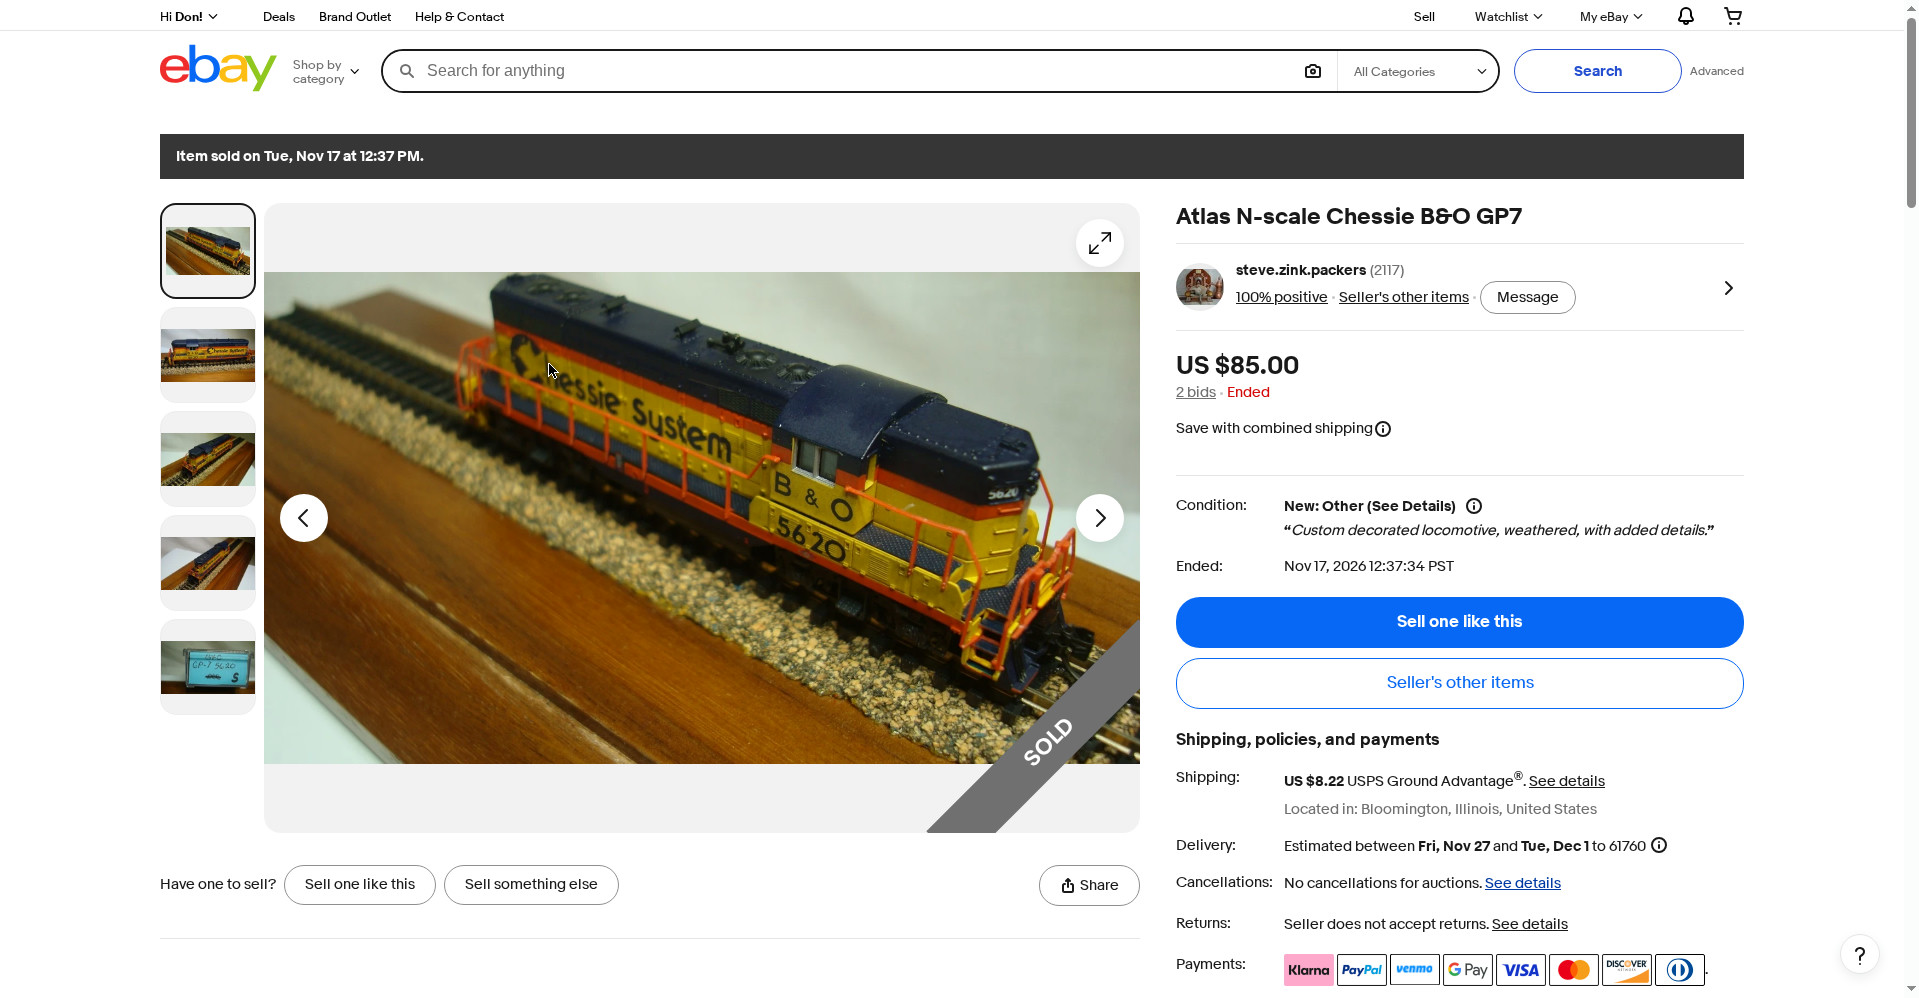 Hi Don!
Deals
Brand Outlet
Help & Contact
Sell
Watchlist
My eBay
ebay
Shop by category
Search for anything
All Categories
Search
Advanced
Item sold on Tue, Nov 17 at 12:37 PM.
Chessie System
B & O
5620
5620
SOLD
Atlas N-scale Chessie B&O GP7
steve.zink.packers (2117)
100% positive · Seller's other items · Message
US $85.00
2 bids · Ended
Save with combined shipping
Condition: New: Other (See Details)
“Custom decorated locomotive, weathered, with added details.”
Ended: Nov 17, 2026 12:37:34 PST
Sell one like this
Seller's other items
Shipping, policies, and payments
Shipping: US $8.22 USPS Ground Advantage®. See details
Located in: Bloomington, Illinois, United States
Delivery: Estimated between Fri, Nov 27 and Tue, Dec 1 to 61760
Cancellations: No cancellations for auctions. See details
Returns: Seller does not accept returns. See details
Payments: Klarna PayPal venmo G Pay VISA DISCOVER
Have one to sell? Sell one like this Sell something else
Share
?